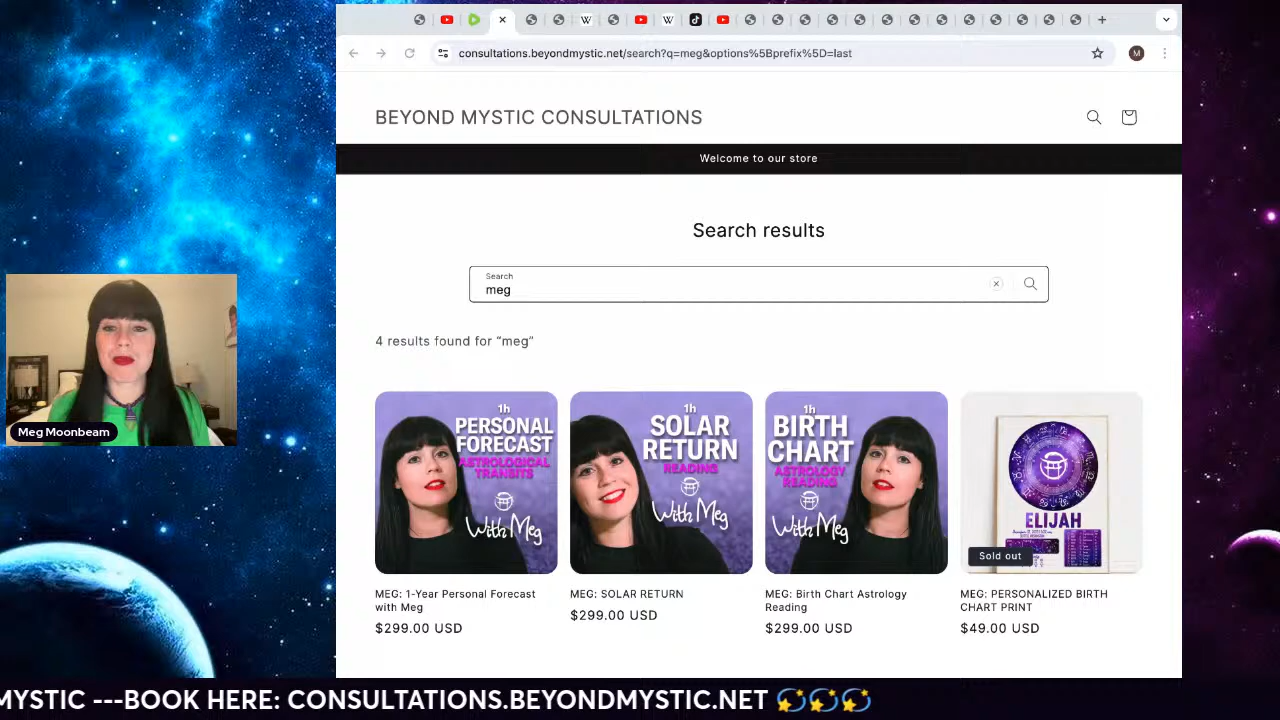 consultations.beyondmystic.net/search?q=meg&options%5Bprefix%5D=last
M
BEYOND MYSTIC CONSULTATIONS
Welcome to our store
Search results
Search
meg
4 results found for “meg”
Meg Moonbeam
1h
PERSONAL
FORECAST
ASTROLOGICAL
TRANSITS
With Meg
1h
SOLAR
RETURN
READING
With Meg
1h
BIRTH
CHART
ASTROLOGY
READING
With Meg
ELIJAH
Sold out
MEG: 1-Year Personal Forecast
with Meg
$299.00 USD
MEG: SOLAR RETURN
$299.00 USD
MEG: Birth Chart Astrology
Reading
$299.00 USD
MEG: PERSONALIZED BIRTH
CHART PRINT
$49.00 USD
MYSTIC ---BOOK HERE: CONSULTATIONS.BEYONDMYSTIC.NET 💫💫💫